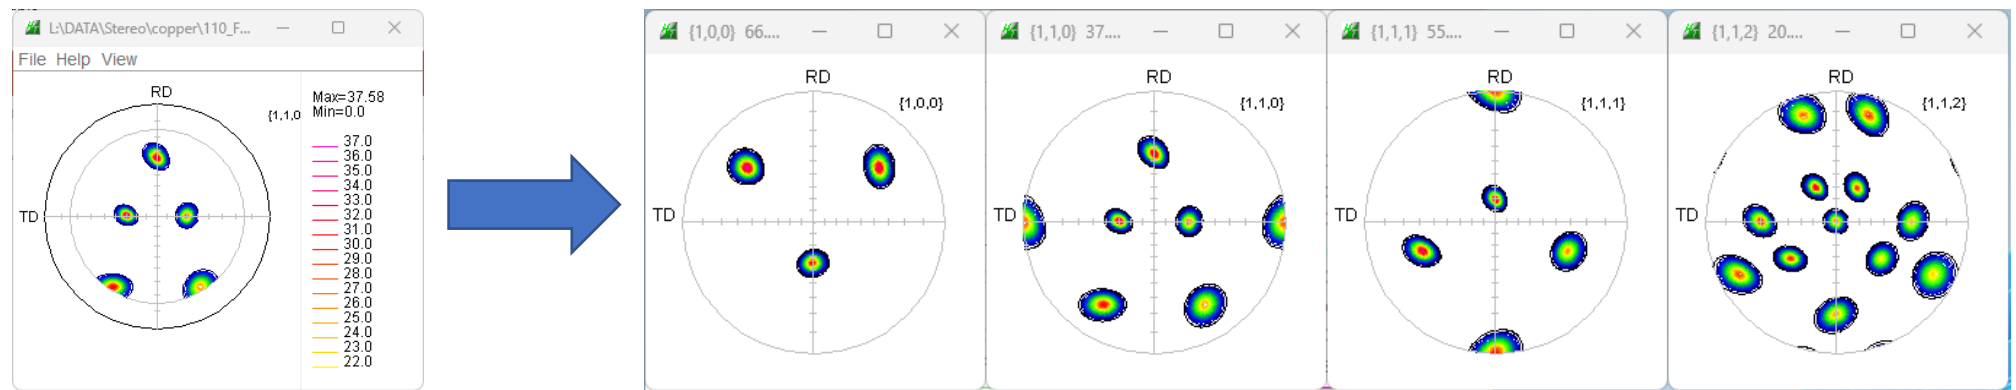 L:\DATA\Stereo\copper\110_F...
File Help View
RD
{1,1,0
TD
Max=37.58
Min=0.0
37.0
36.0
35.0
34.0
33.0
32.0
31.0
30.0
29.0
28.0
27.0
26.0
25.0
24.0
23.0
22.0
{1,0,0} 66....
RD
{1,0,0}
TD
{1,1,0} 37....
RD
{1,1,0}
TD
{1,1,1} 55....
RD
{1,1,1}
TD
{1,1,2} 20....
RD
{1,1,2}
TD